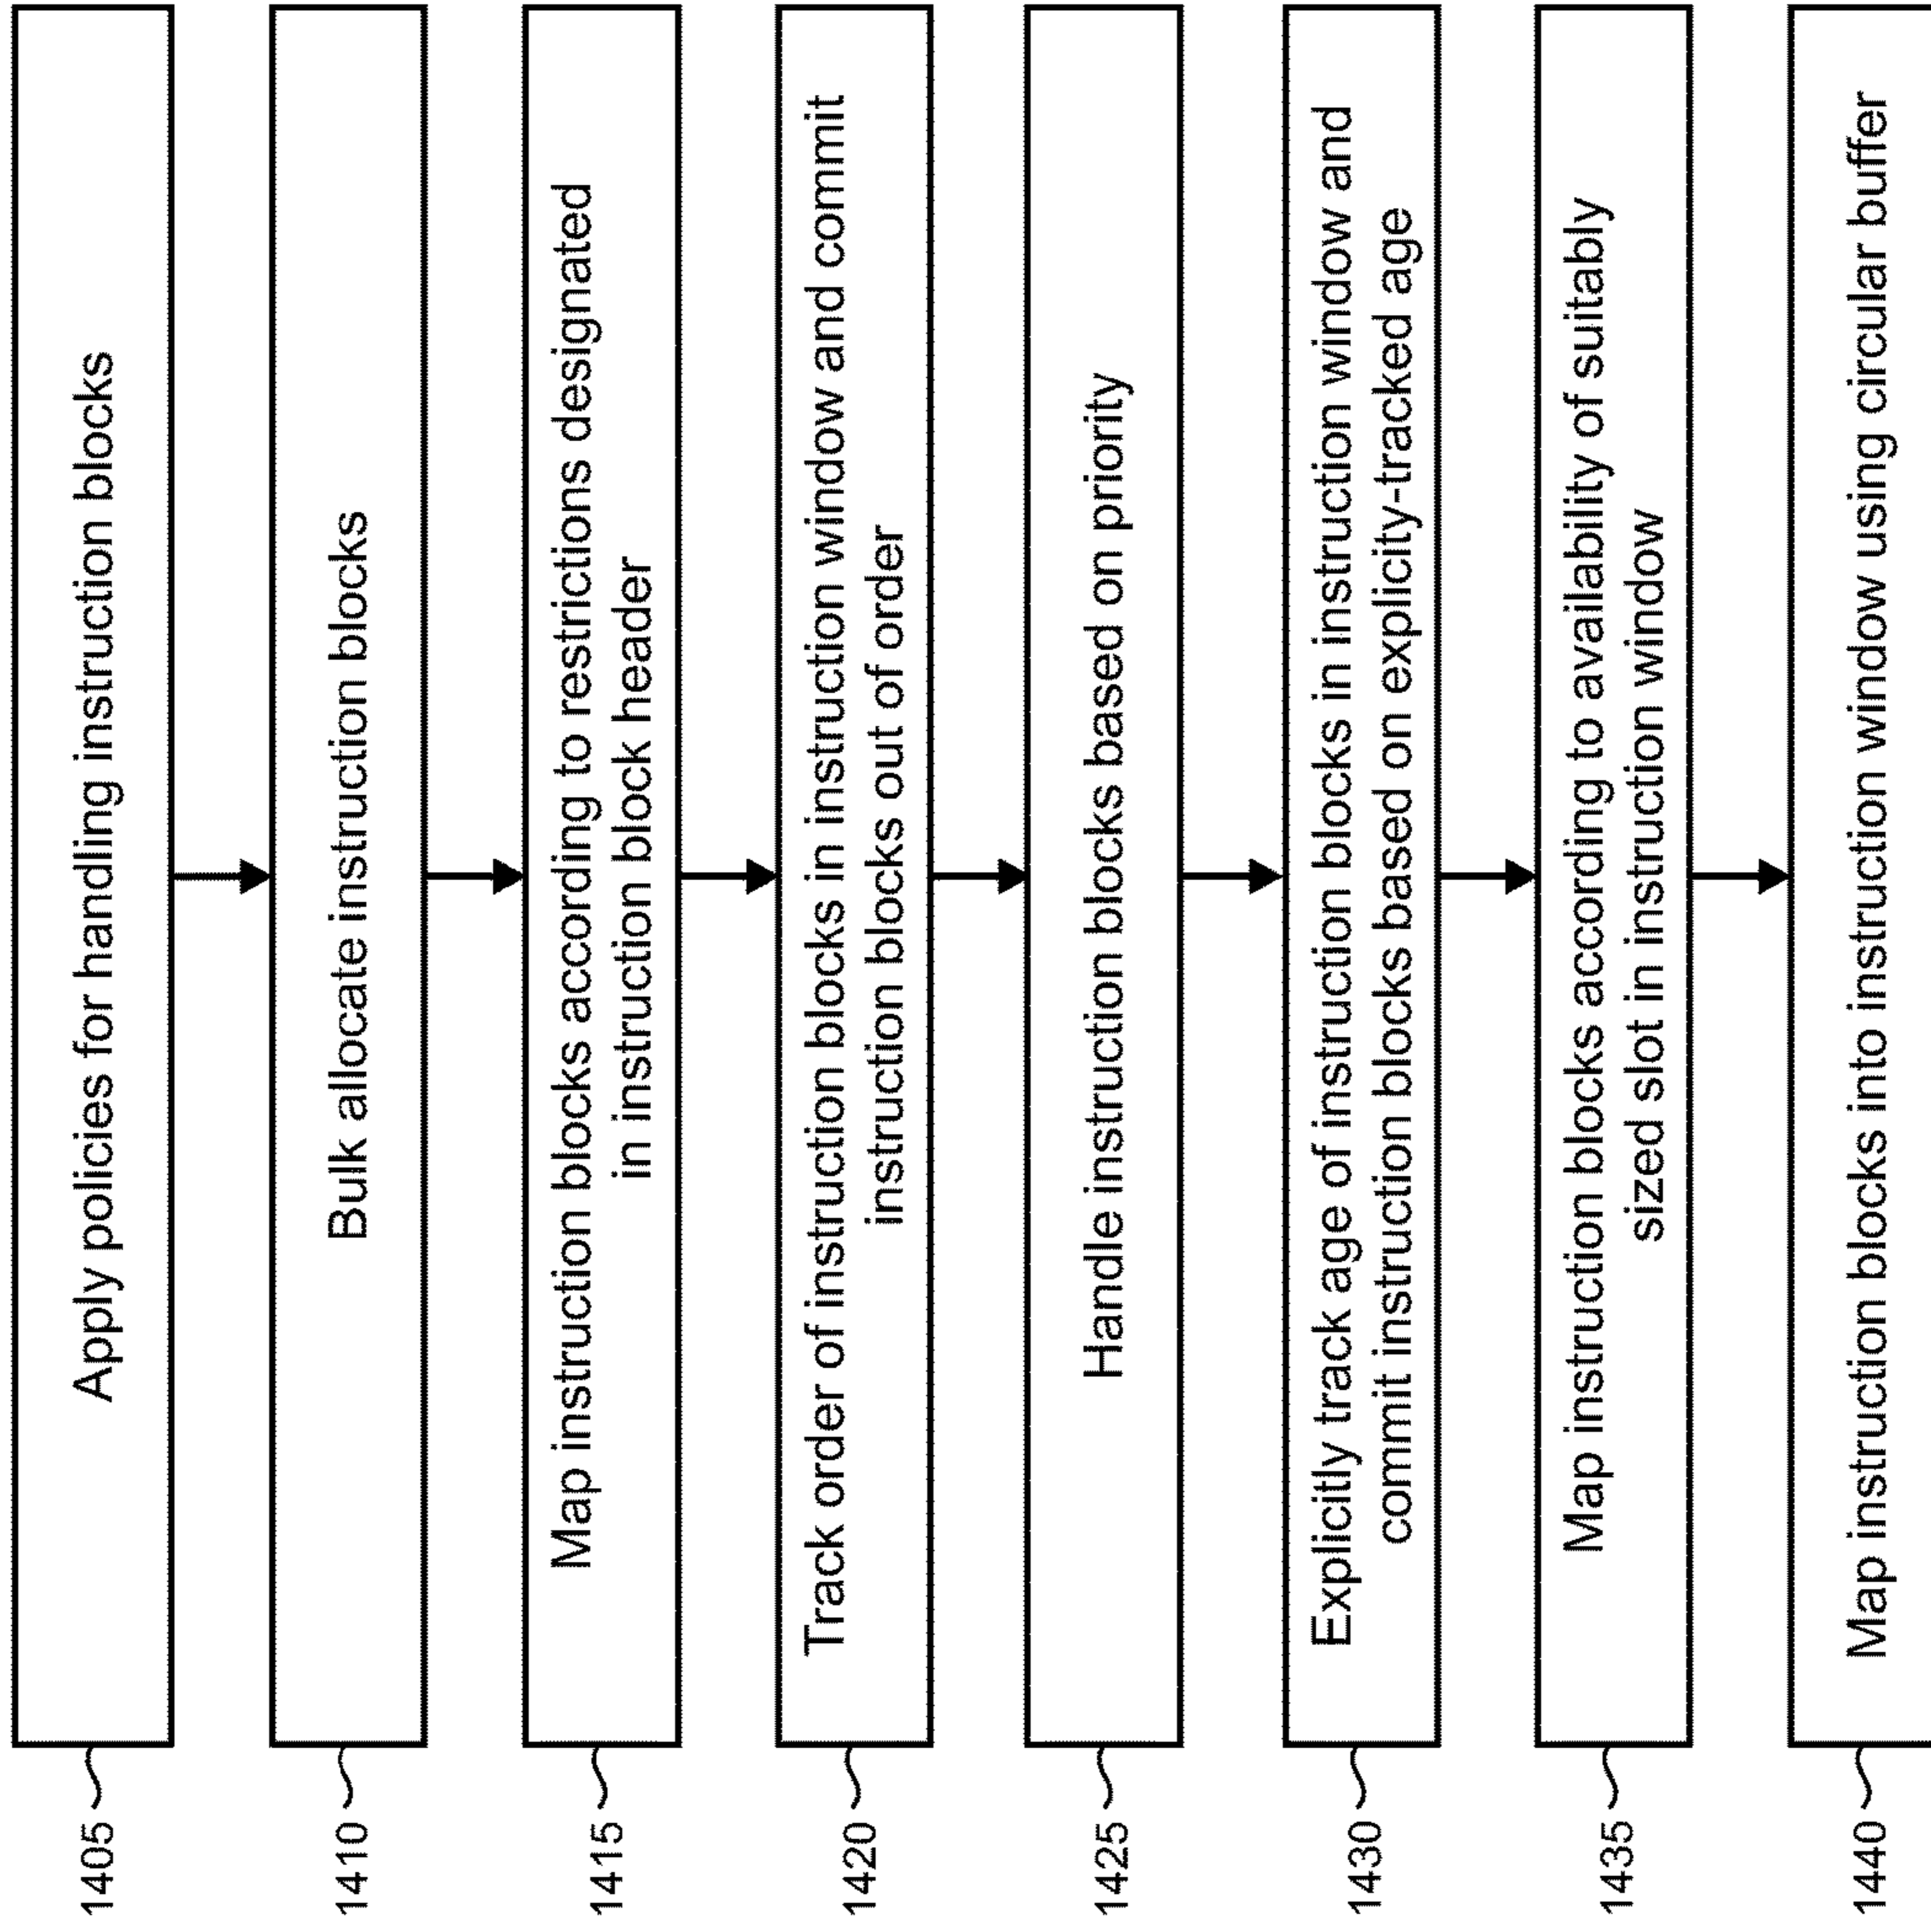 1405
Apply policies for handling instruction blocks
1410
Bulk allocate instruction blocks
1415
Map instruction blocks according to restrictions designated
in instruction block header
1420
Track order of instruction blocks in instruction window and commit
instruction blocks out of order
1425
Handle instruction blocks based on priority
1430
Explicitly track age of instruction blocks in instruction window and
commit instruction blocks based on explicity-tracked age
1435
Map instruction blocks according to availability of suitably
sized slot in instruction window
1440
Map instruction blocks into instruction window using circular buffer